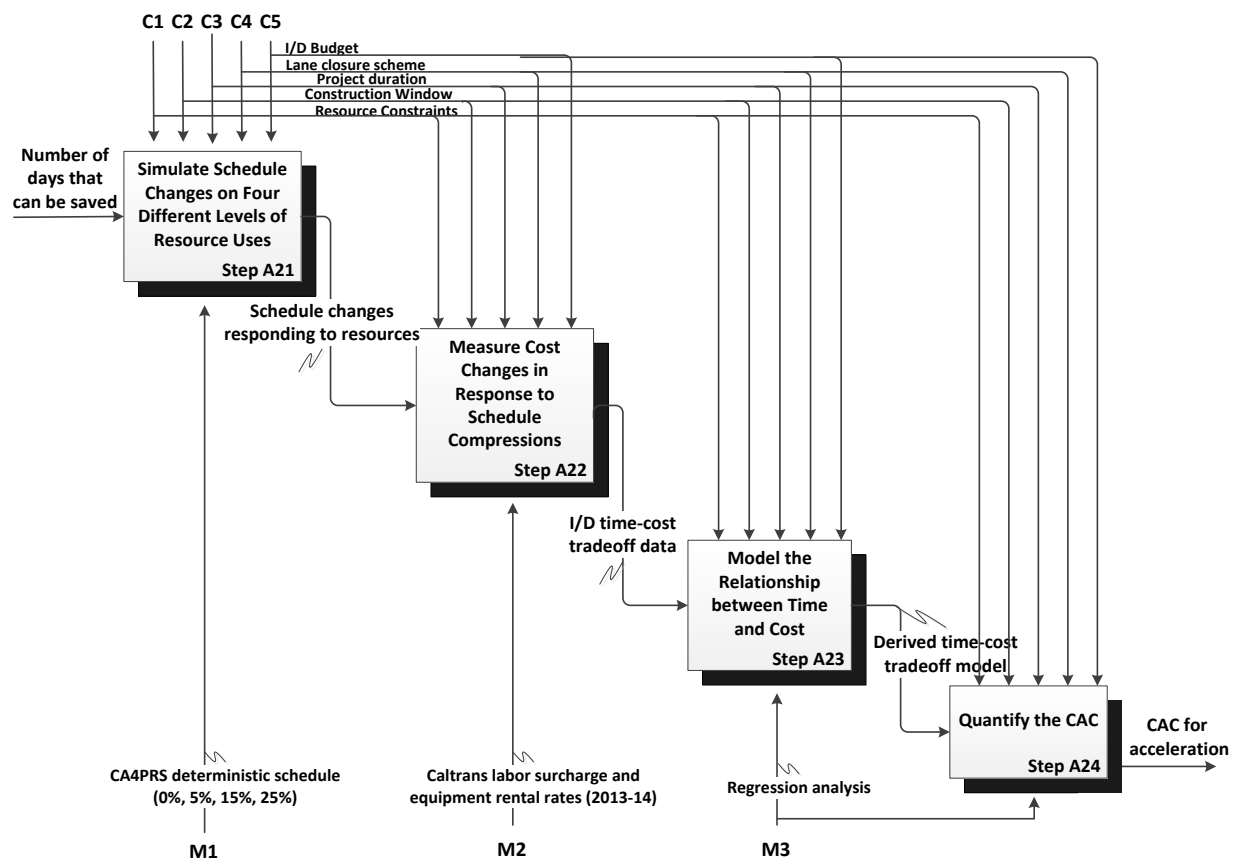 C1 C2 C3 C4 C5
I/D Budget
Lane closure scheme
Project duration
Construction Window
Resource Constraints
Number of
days that
can be saved
Simulate Schedule
Changes on Four
Different Levels of
Resource Uses
Step A21
Schedule changes
responding to resources
Measure Cost
Changes in
Response to
Schedule
Compressions
Step A22
I/D time-cost
tradeoff data
Model the
Relationship
between Time
and Cost
Step A23
Derived time-cost
tradeoff model
Quantify the CAC
Step A24
CAC for
acceleration
CA4PRS deterministic schedule
(0%, 5%, 15%, 25%)
Caltrans labor surcharge and
equipment rental rates (2013-14)
Regression analysis
M1
M2
M3